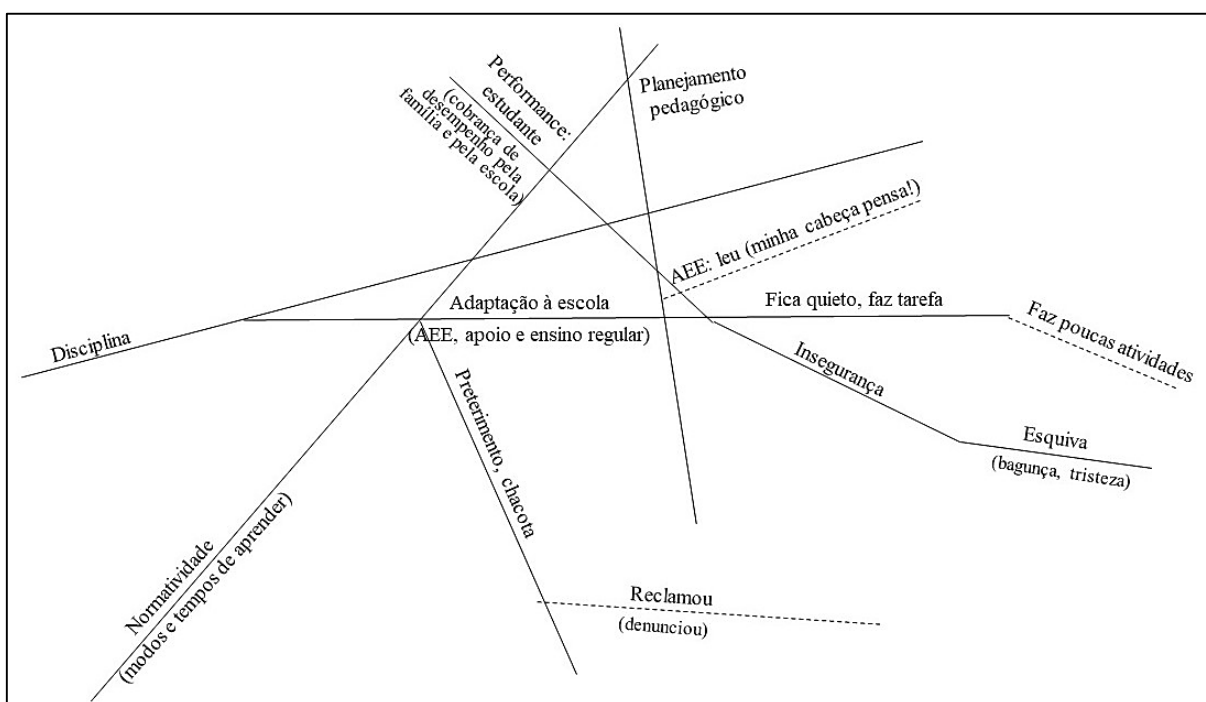 Performance:
estudante
(cobrança de
desempenho pela
família e pela escola)
Planejamento
pedagógico
AEE: leu (minha cabeça pensa!)
Disciplina
Adaptação à escola
(AEE, apoio e ensino regular)
Fica quieto, faz tarefa
Faz poucas atividades
Insegurança
Esquiva
(bagunça, tristeza)
Preterimento, chacota
Normatividade
(modos e tempos de aprender)
Reclamou
(denunciou)